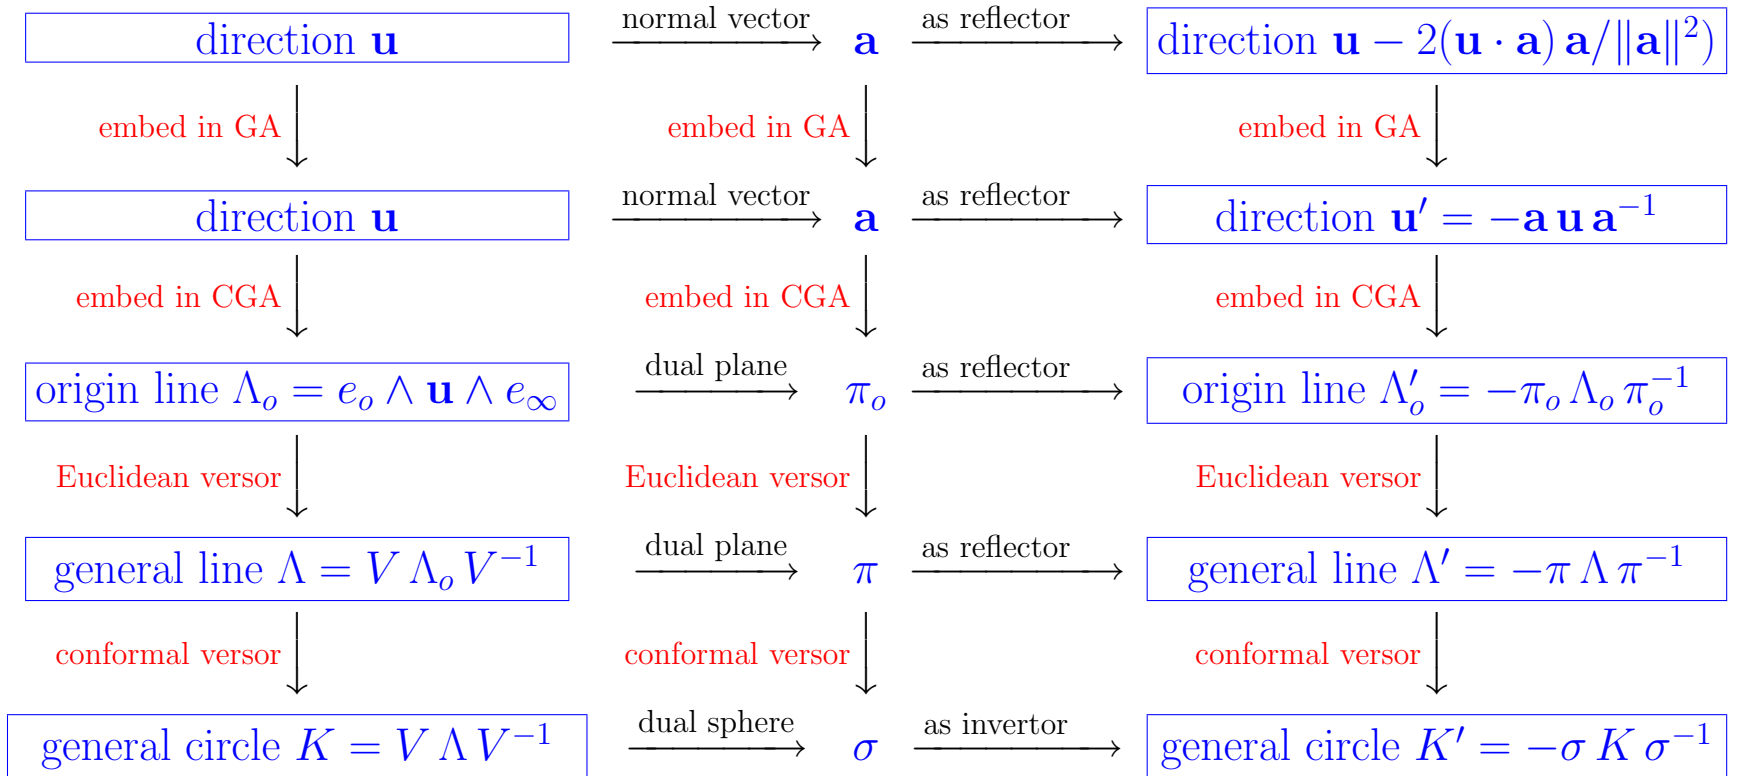 direction u normal vector a as reflector direction u − 2(u · a) a/‖a‖²)
embed in GA embed in GA embed in GA
direction u normal vector a as reflector direction u′ = −a u a⁻¹
embed in CGA embed in CGA embed in CGA
origin line Λₒ = eₒ ∧ u ∧ e∞ dual plane πₒ as reflector origin line Λₒ′ = −πₒ Λₒ πₒ⁻¹
Euclidean versor Euclidean versor Euclidean versor
general line Λ = V Λₒ V⁻¹ dual plane π as reflector general line Λ′ = −π Λ π⁻¹
conformal versor conformal versor conformal versor
general circle K = V Λ V⁻¹ dual sphere σ as invertor general circle K′ = −σ K σ⁻¹